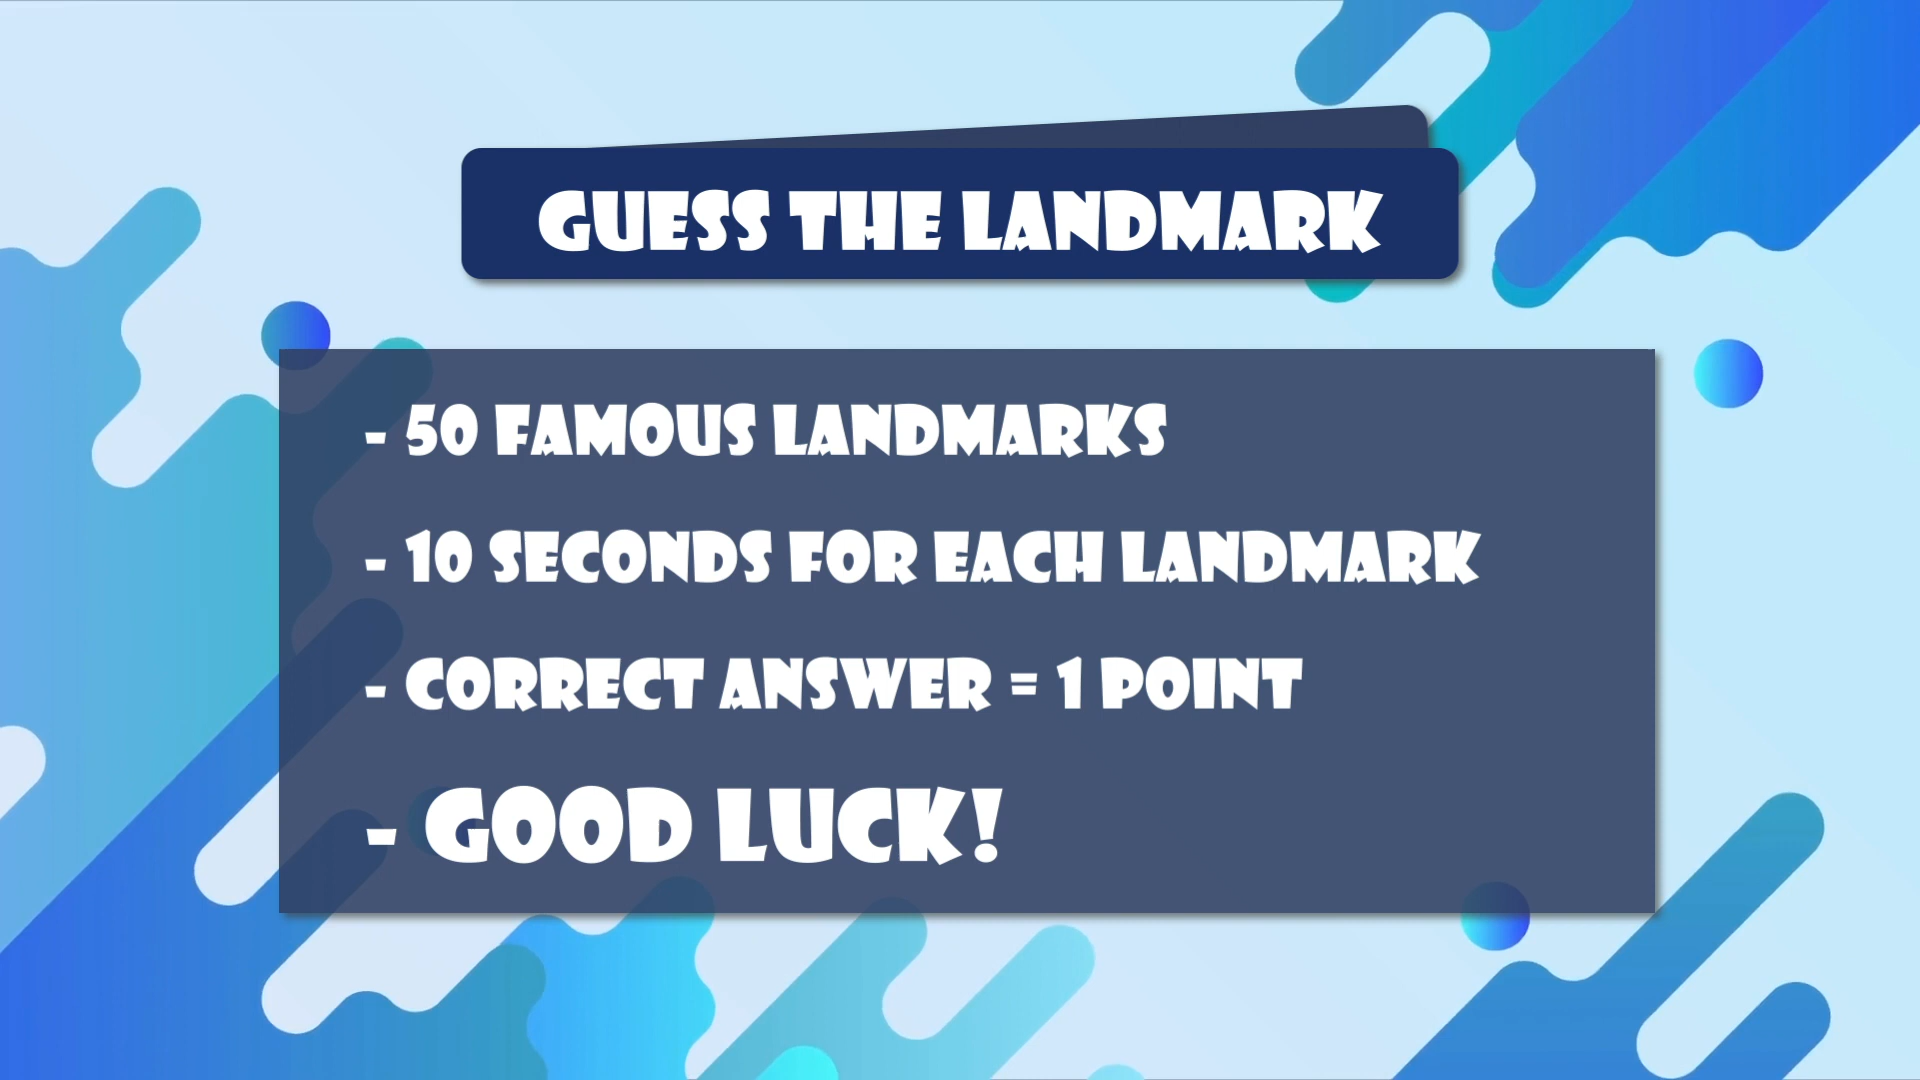 GUESS THE LANDMARK
- 50 FAMOUS LANDMARKS
- 10 SECONDS FOR EACH LANDMARK
- CORRECT ANSWER = 1 POINT
- GOOD LUCK!